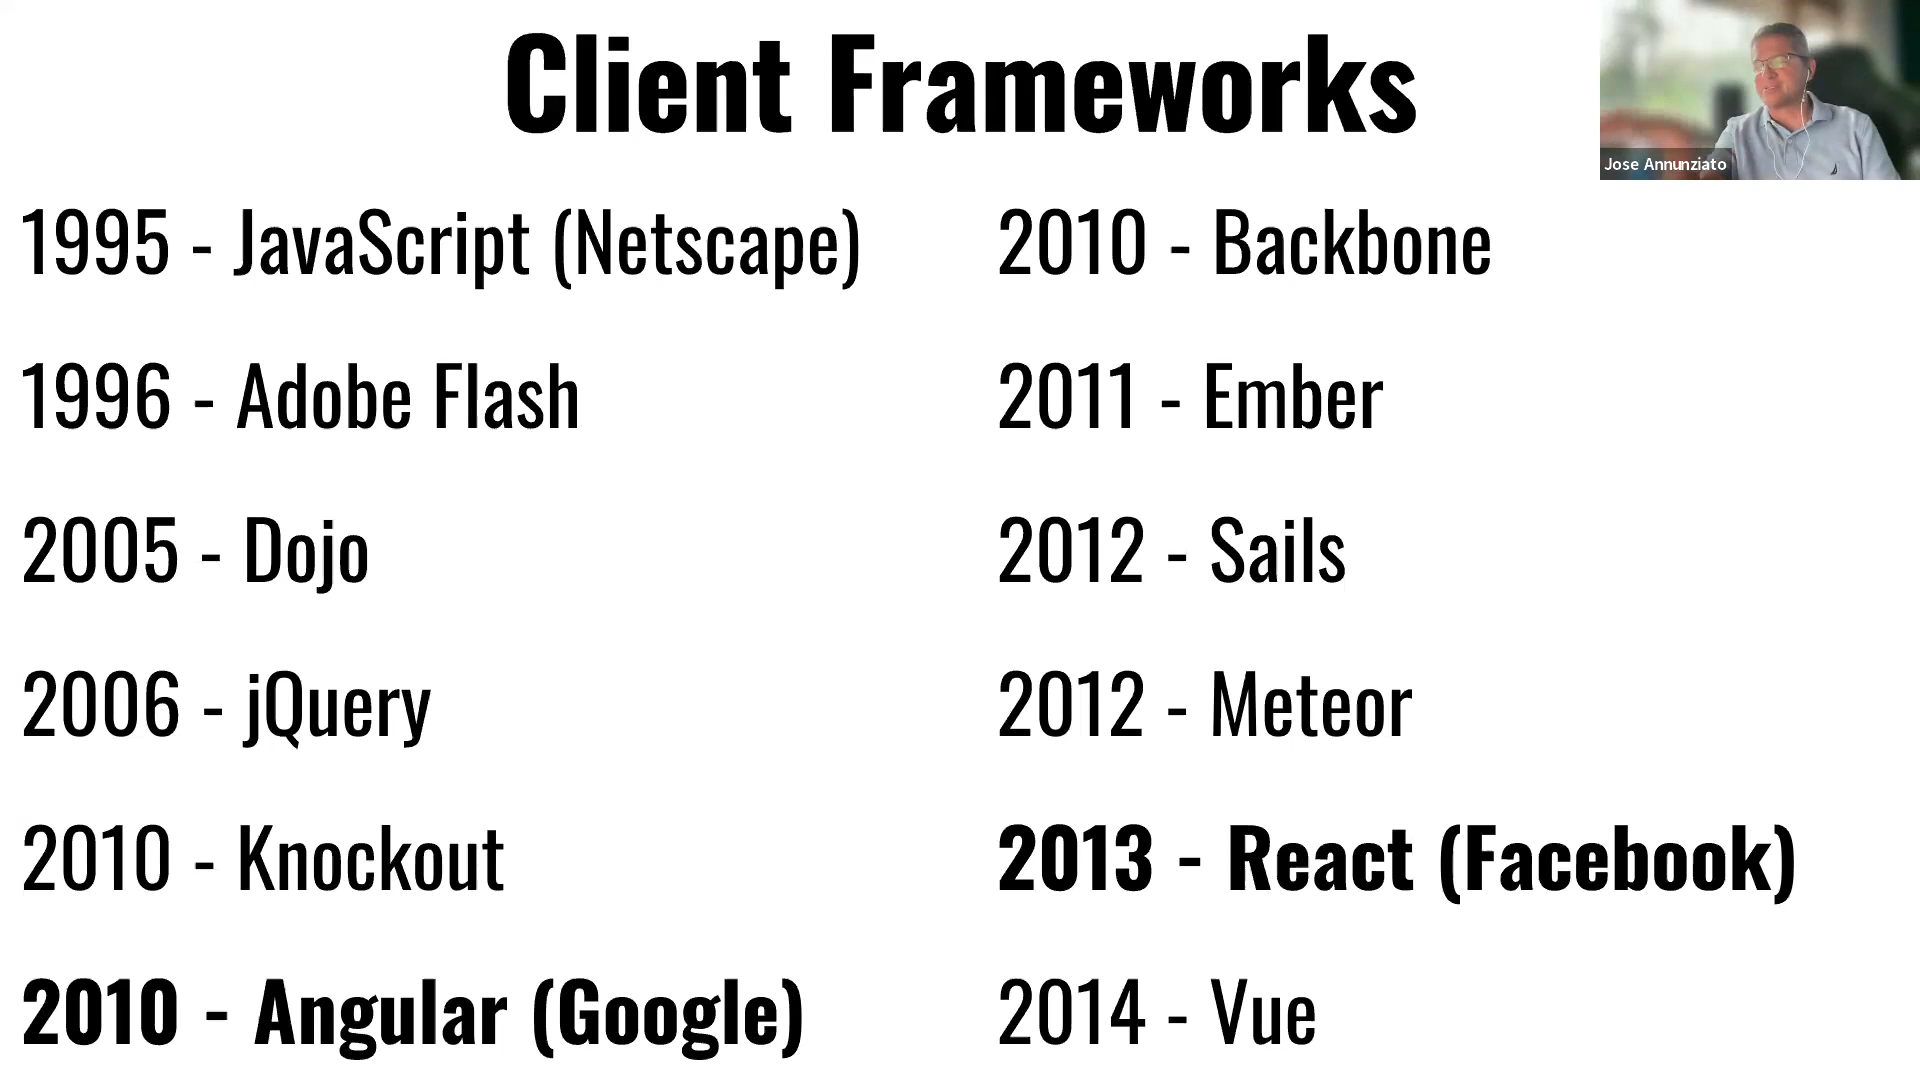 Client Frameworks
Jose Annunziato
1995 - JavaScript (Netscape)
1996 - Adobe Flash
2005 - Dojo
2006 - jQuery
2010 - Knockout
2010 - Angular (Google)
2010 - Backbone
2011 - Ember
2012 - Sails
2012 - Meteor
2013 - React (Facebook)
2014 - Vue